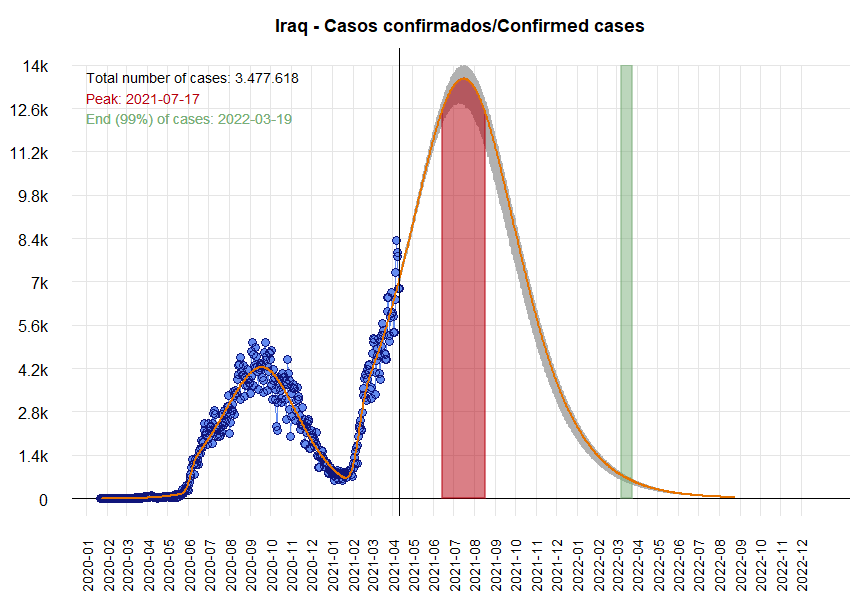 Iraq - Casos confirmados/Confirmed cases
14k
12.6k
11.2k
9.8k
8.4k
7k
5.6k
4.2k
2.8k
1.4k
0
Total number of cases: 3.477.618
Peak: 2021-07-17
End (99%) of cases: 2022-03-19
2020-01
2020-02
2020-03
2020-04
2020-05
2020-06
2020-07
2020-08
2020-09
2020-10
2020-11
2020-12
2021-01
2021-02
2021-03
2021-04
2021-05
2021-06
2021-07
2021-08
2021-09
2021-10
2021-11
2021-12
2022-01
2022-02
2022-03
2022-04
2022-05
2022-06
2022-07
2022-08
2022-09
2022-10
2022-11
2022-12